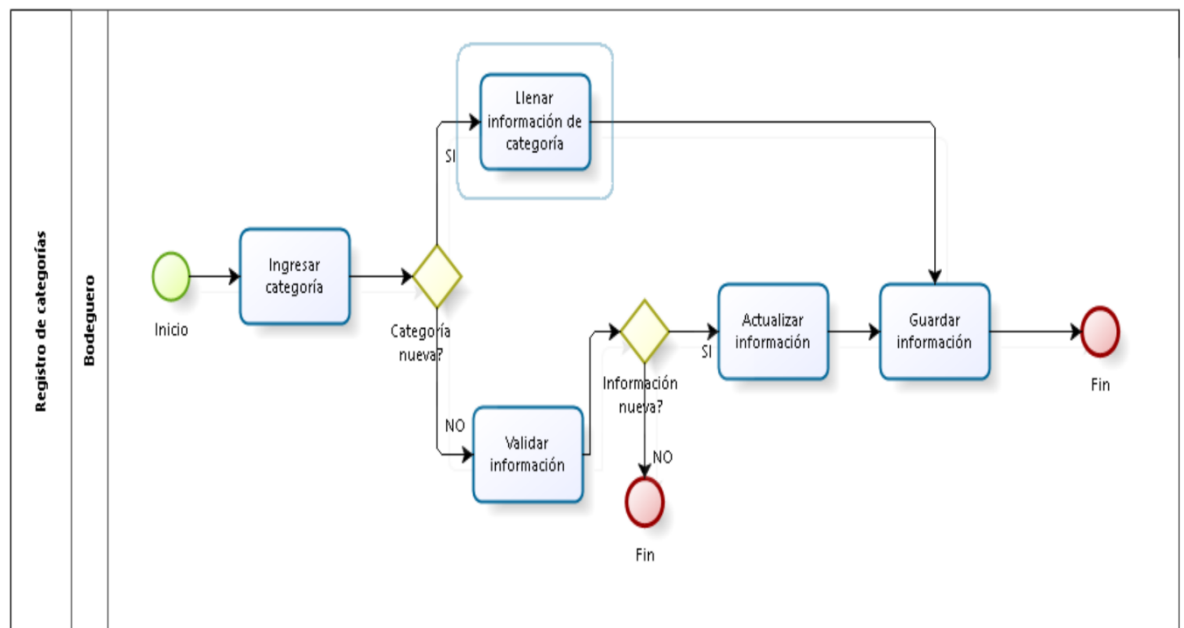 Registro de categorías
Bodeguero
Inicio
Ingresar
categoría
Categoría
nueva?
SI
Llenar
información de
categoría
NO
Validar
información
Información
nueva?
SI
Actualizar
información
Guardar
información
Fin
NO
Fin